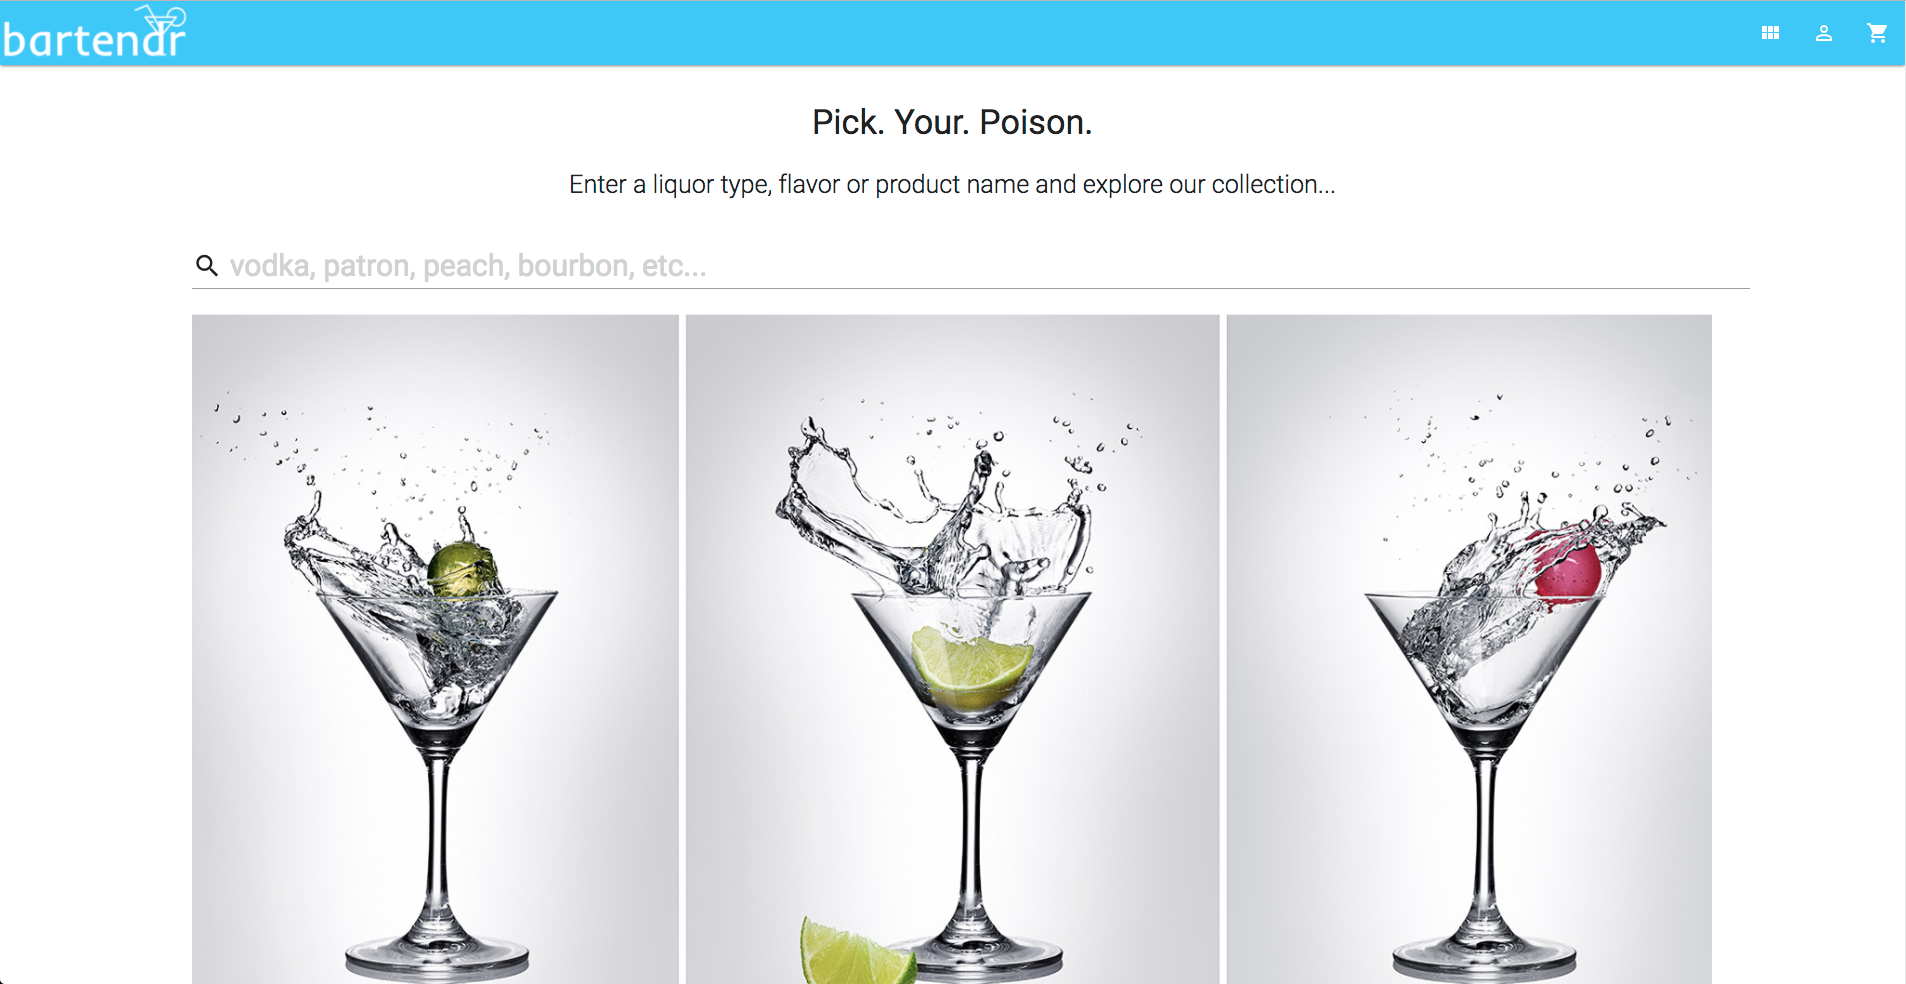 bartendr
Pick. Your. Poison.
Enter a liquor type, flavor or product name and explore our collection...
vodka, patron, peach, bourbon, etc...